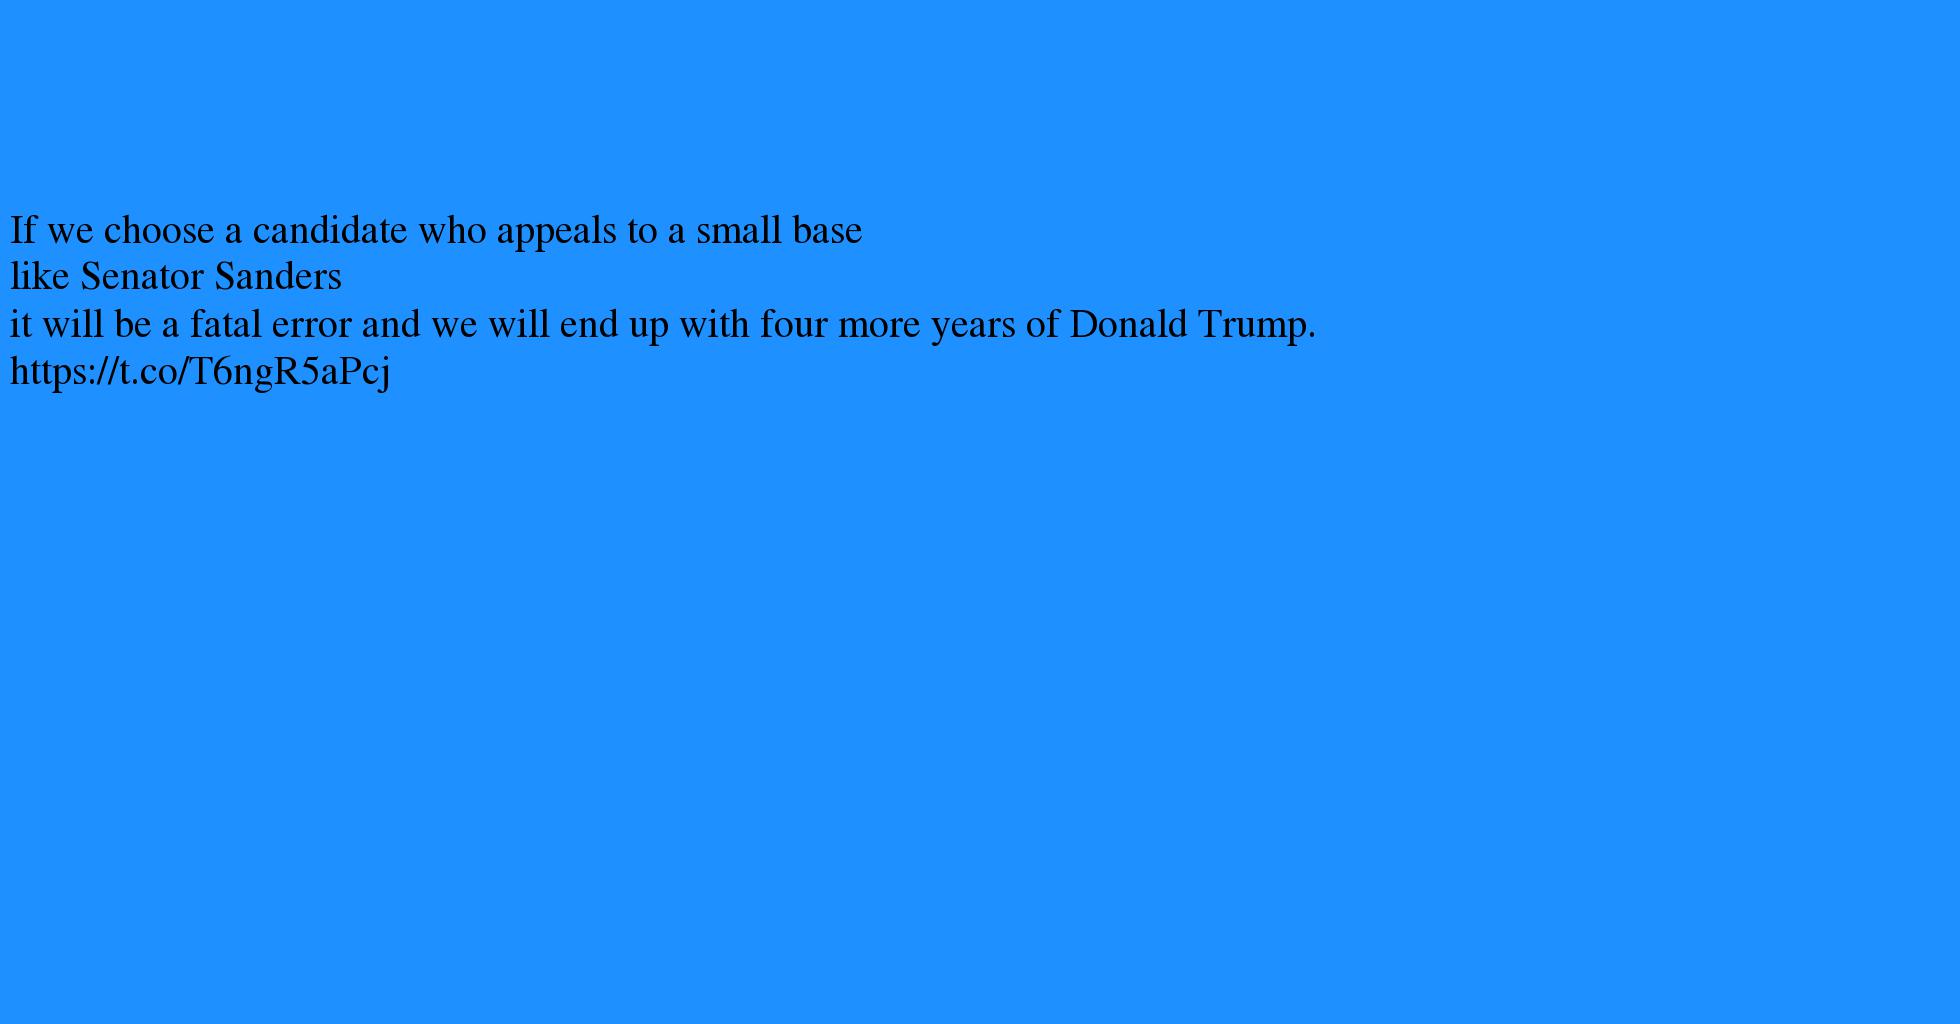 If we choose a candidate who appeals to a small base
like Senator Sanders
it will be a fatal error and we will end up with four more years of Donald Trump.
https://t.co/T6ngR5aPcj